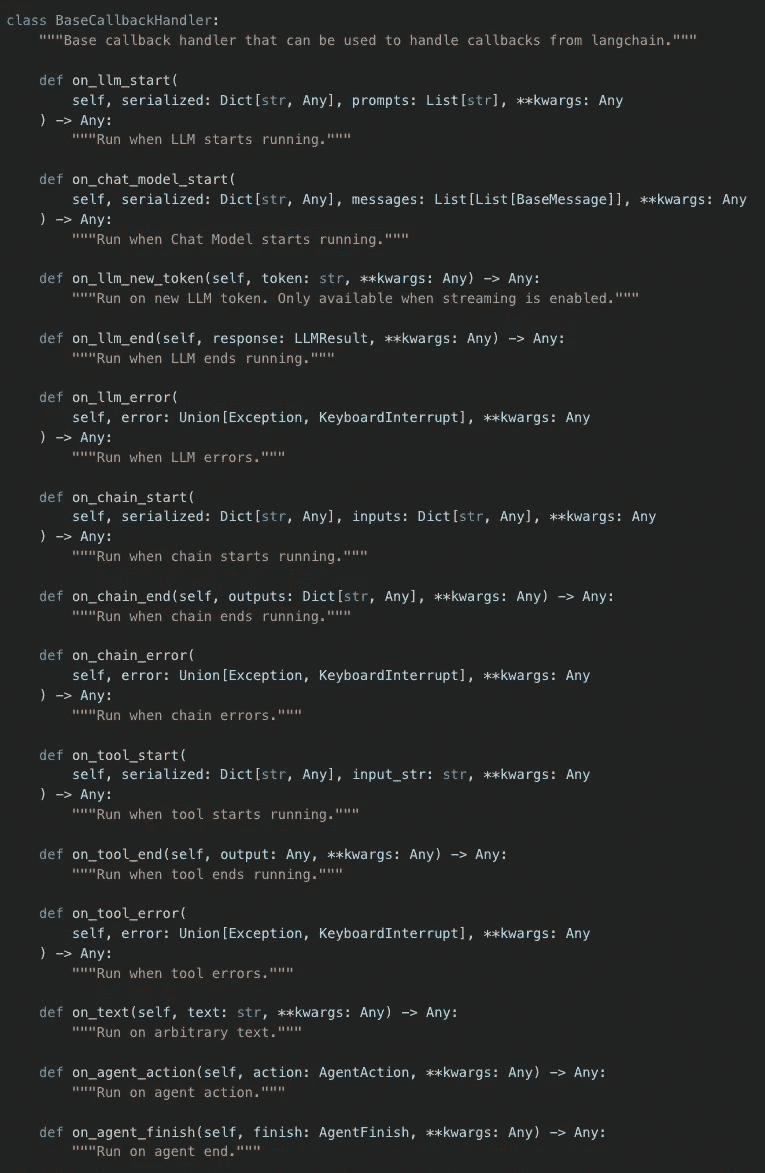 class BaseCallbackHandler:
    """Base callback handler that can be used to handle callbacks from langchain."""

    def on_llm_start(
        self, serialized: Dict[str, Any], prompts: List[str], **kwargs: Any
    ) -> Any:
        """Run when LLM starts running."""

    def on_chat_model_start(
        self, serialized: Dict[str, Any], messages: List[List[BaseMessage]], **kwargs: Any
    ) -> Any:
        """Run when Chat Model starts running."""

    def on_llm_new_token(self, token: str, **kwargs: Any) -> Any:
        """Run on new LLM token. Only available when streaming is enabled."""

    def on_llm_end(self, response: LLMResult, **kwargs: Any) -> Any:
        """Run when LLM ends running."""

    def on_llm_error(
        self, error: Union[Exception, KeyboardInterrupt], **kwargs: Any
    ) -> Any:
        """Run when LLM errors."""

    def on_chain_start(
        self, serialized: Dict[str, Any], inputs: Dict[str, Any], **kwargs: Any
    ) -> Any:
        """Run when chain starts running."""

    def on_chain_end(self, outputs: Dict[str, Any], **kwargs: Any) -> Any:
        """Run when chain ends running."""

    def on_chain_error(
        self, error: Union[Exception, KeyboardInterrupt], **kwargs: Any
    ) -> Any:
        """Run when chain errors."""

    def on_tool_start(
        self, serialized: Dict[str, Any], input_str: str, **kwargs: Any
    ) -> Any:
        """Run when tool starts running."""

    def on_tool_end(self, output: Any, **kwargs: Any) -> Any:
        """Run when tool ends running."""

    def on_tool_error(
        self, error: Union[Exception, KeyboardInterrupt], **kwargs: Any
    ) -> Any:
        """Run when tool errors."""

    def on_text(self, text: str, **kwargs: Any) -> Any:
        """Run on arbitrary text."""

    def on_agent_action(self, action: AgentAction, **kwargs: Any) -> Any:
        """Run on agent action."""

    def on_agent_finish(self, finish: AgentFinish, **kwargs: Any) -> Any:
        """Run on agent end."""